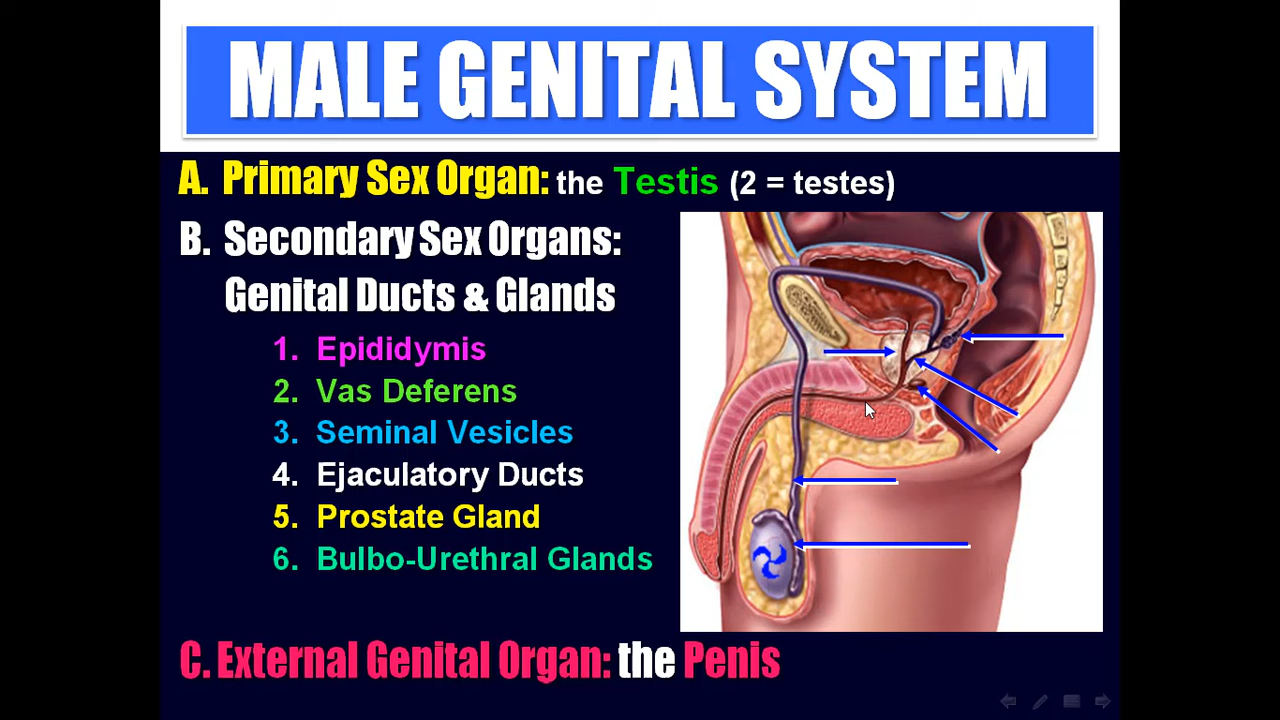 MALE GENITAL SYSTEM
A. Primary Sex Organ: the Testis (2 = testes)
B. Secondary Sex Organs:
Genital Ducts & Glands
1. Epididymis
2. Vas Deferens
3. Seminal Vesicles
4. Ejaculatory Ducts
5. Prostate Gland
6. Bulbo-Urethral Glands
C. External Genital Organ: the Penis